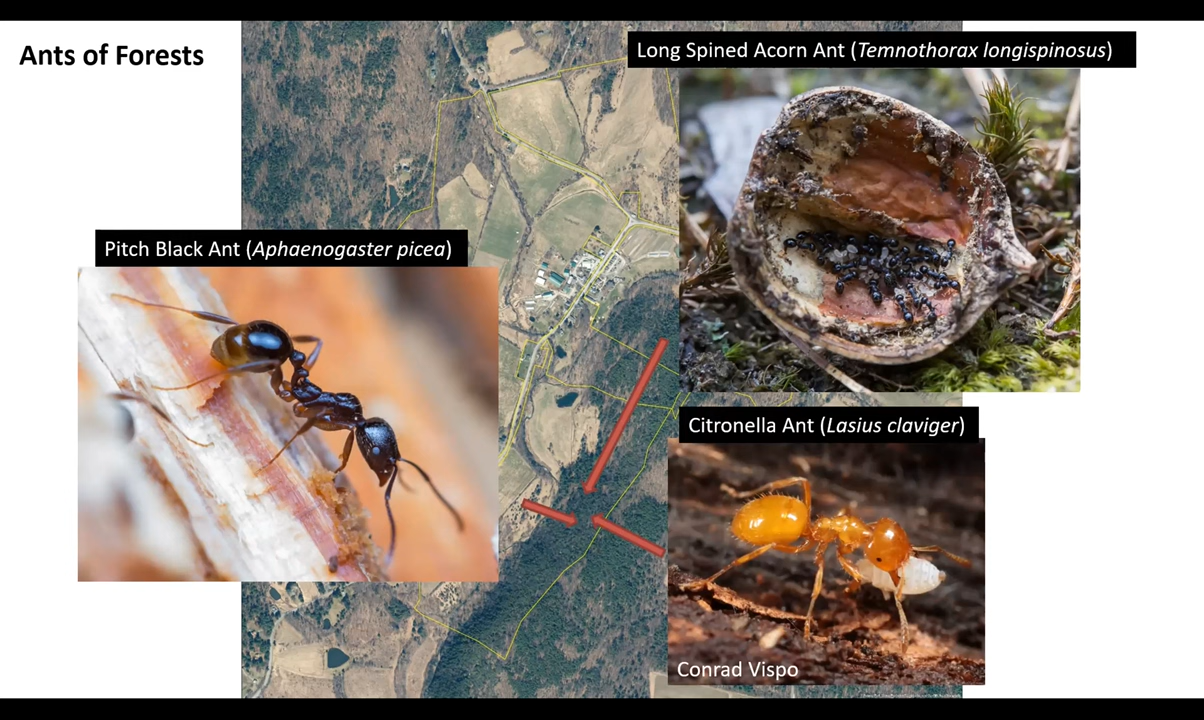 Ants of Forests
Long Spined Acorn Ant (Temnothorax longispinosus)
Pitch Black Ant (Aphaenogaster picea)
Citronella Ant (Lasius claviger)
Conrad Vispo